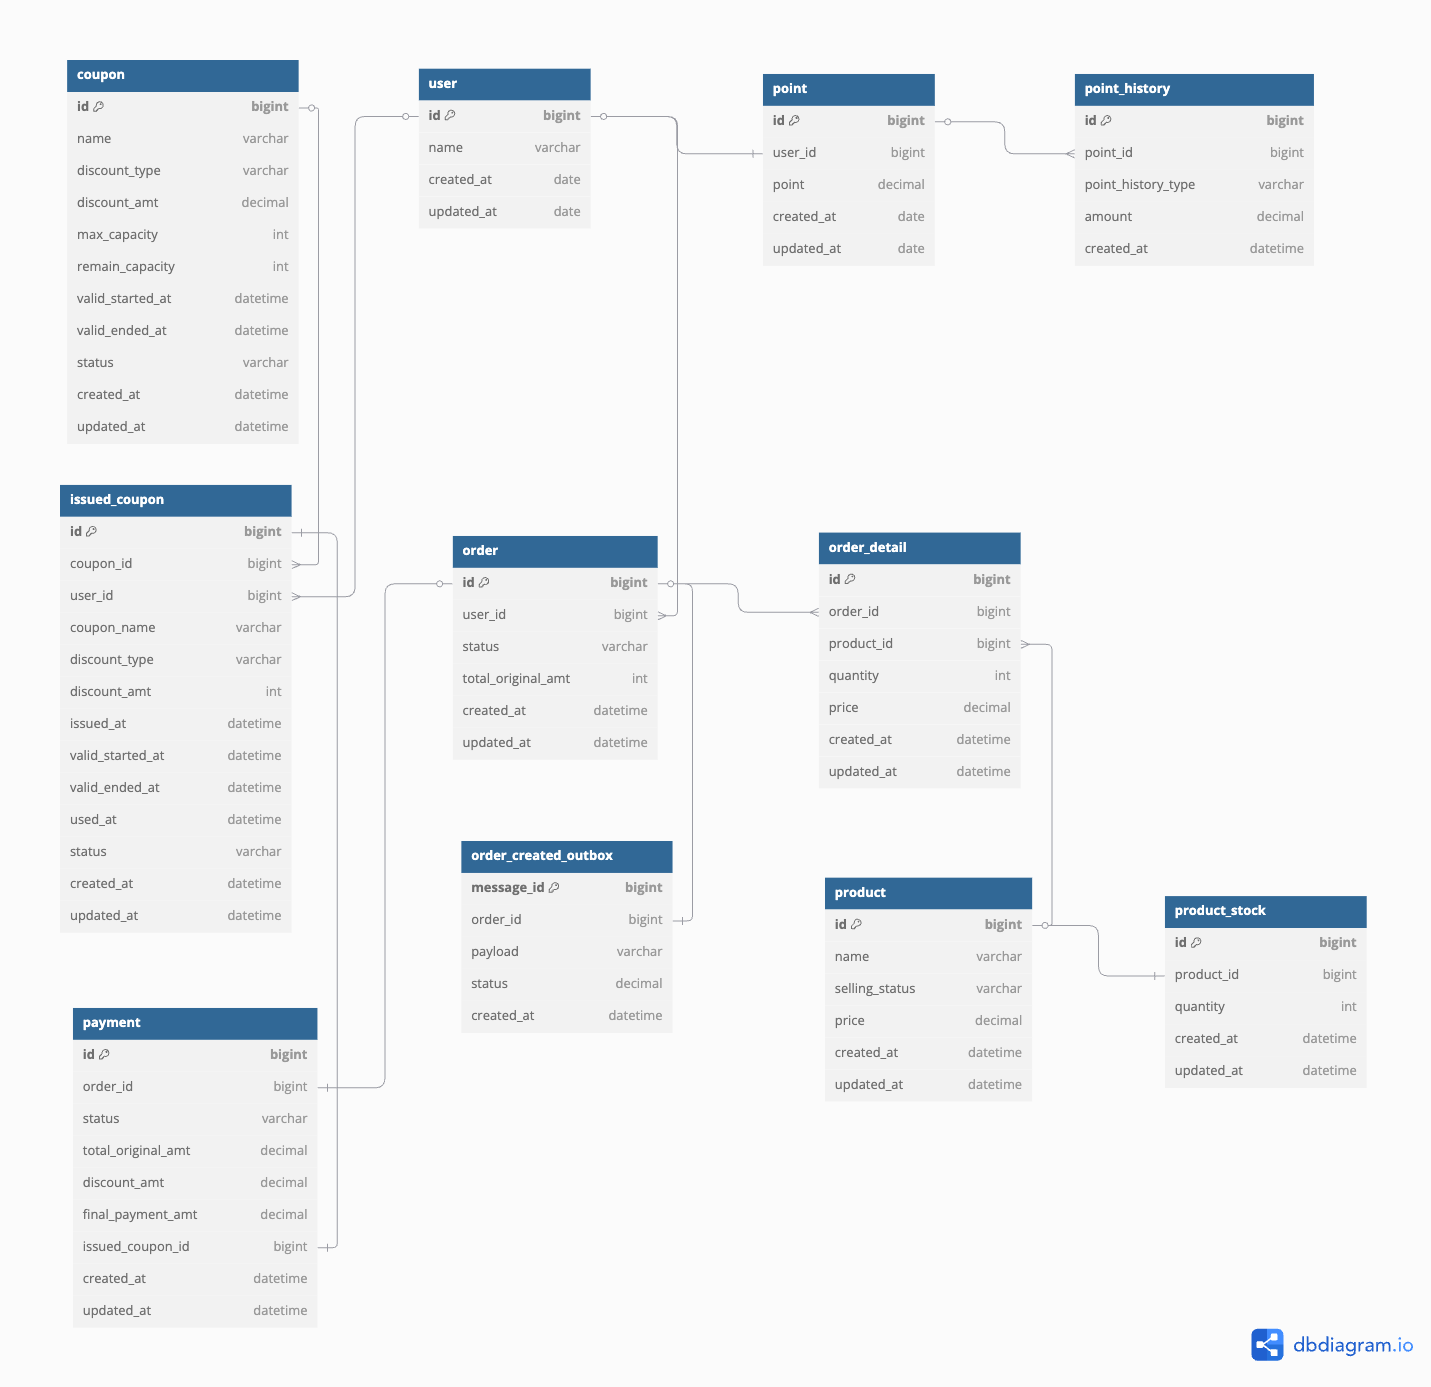 coupon
id bigint
name varchar
discount_type varchar
discount_amt decimal
max_capacity int
remain_capacity int
valid_started_at datetime
valid_ended_at datetime
status varchar
created_at datetime
updated_at datetime
user
id bigint
name varchar
created_at date
updated_at date
point
id bigint
user_id bigint
point decimal
created_at date
updated_at date
point_history
id bigint
point_id bigint
point_history_type varchar
amount decimal
created_at datetime
issued_coupon
id bigint
coupon_id bigint
user_id bigint
coupon_name varchar
discount_type varchar
discount_amt int
issued_at datetime
valid_started_at datetime
valid_ended_at datetime
used_at datetime
status varchar
created_at datetime
updated_at datetime
order
id bigint
user_id bigint
status varchar
total_original_amt int
created_at datetime
updated_at datetime
order_detail
id bigint
order_id bigint
product_id bigint
quantity int
price decimal
created_at datetime
updated_at datetime
order_created_outbox
message_id bigint
order_id bigint
payload varchar
status decimal
created_at datetime
product
id bigint
name varchar
selling_status varchar
price decimal
created_at datetime
updated_at datetime
product_stock
id bigint
product_id bigint
quantity int
created_at datetime
updated_at datetime
payment
id bigint
order_id bigint
status varchar
total_original_amt decimal
discount_amt decimal
final_payment_amt decimal
issued_coupon_id bigint
created_at datetime
updated_at datetime
dbdiagram.io